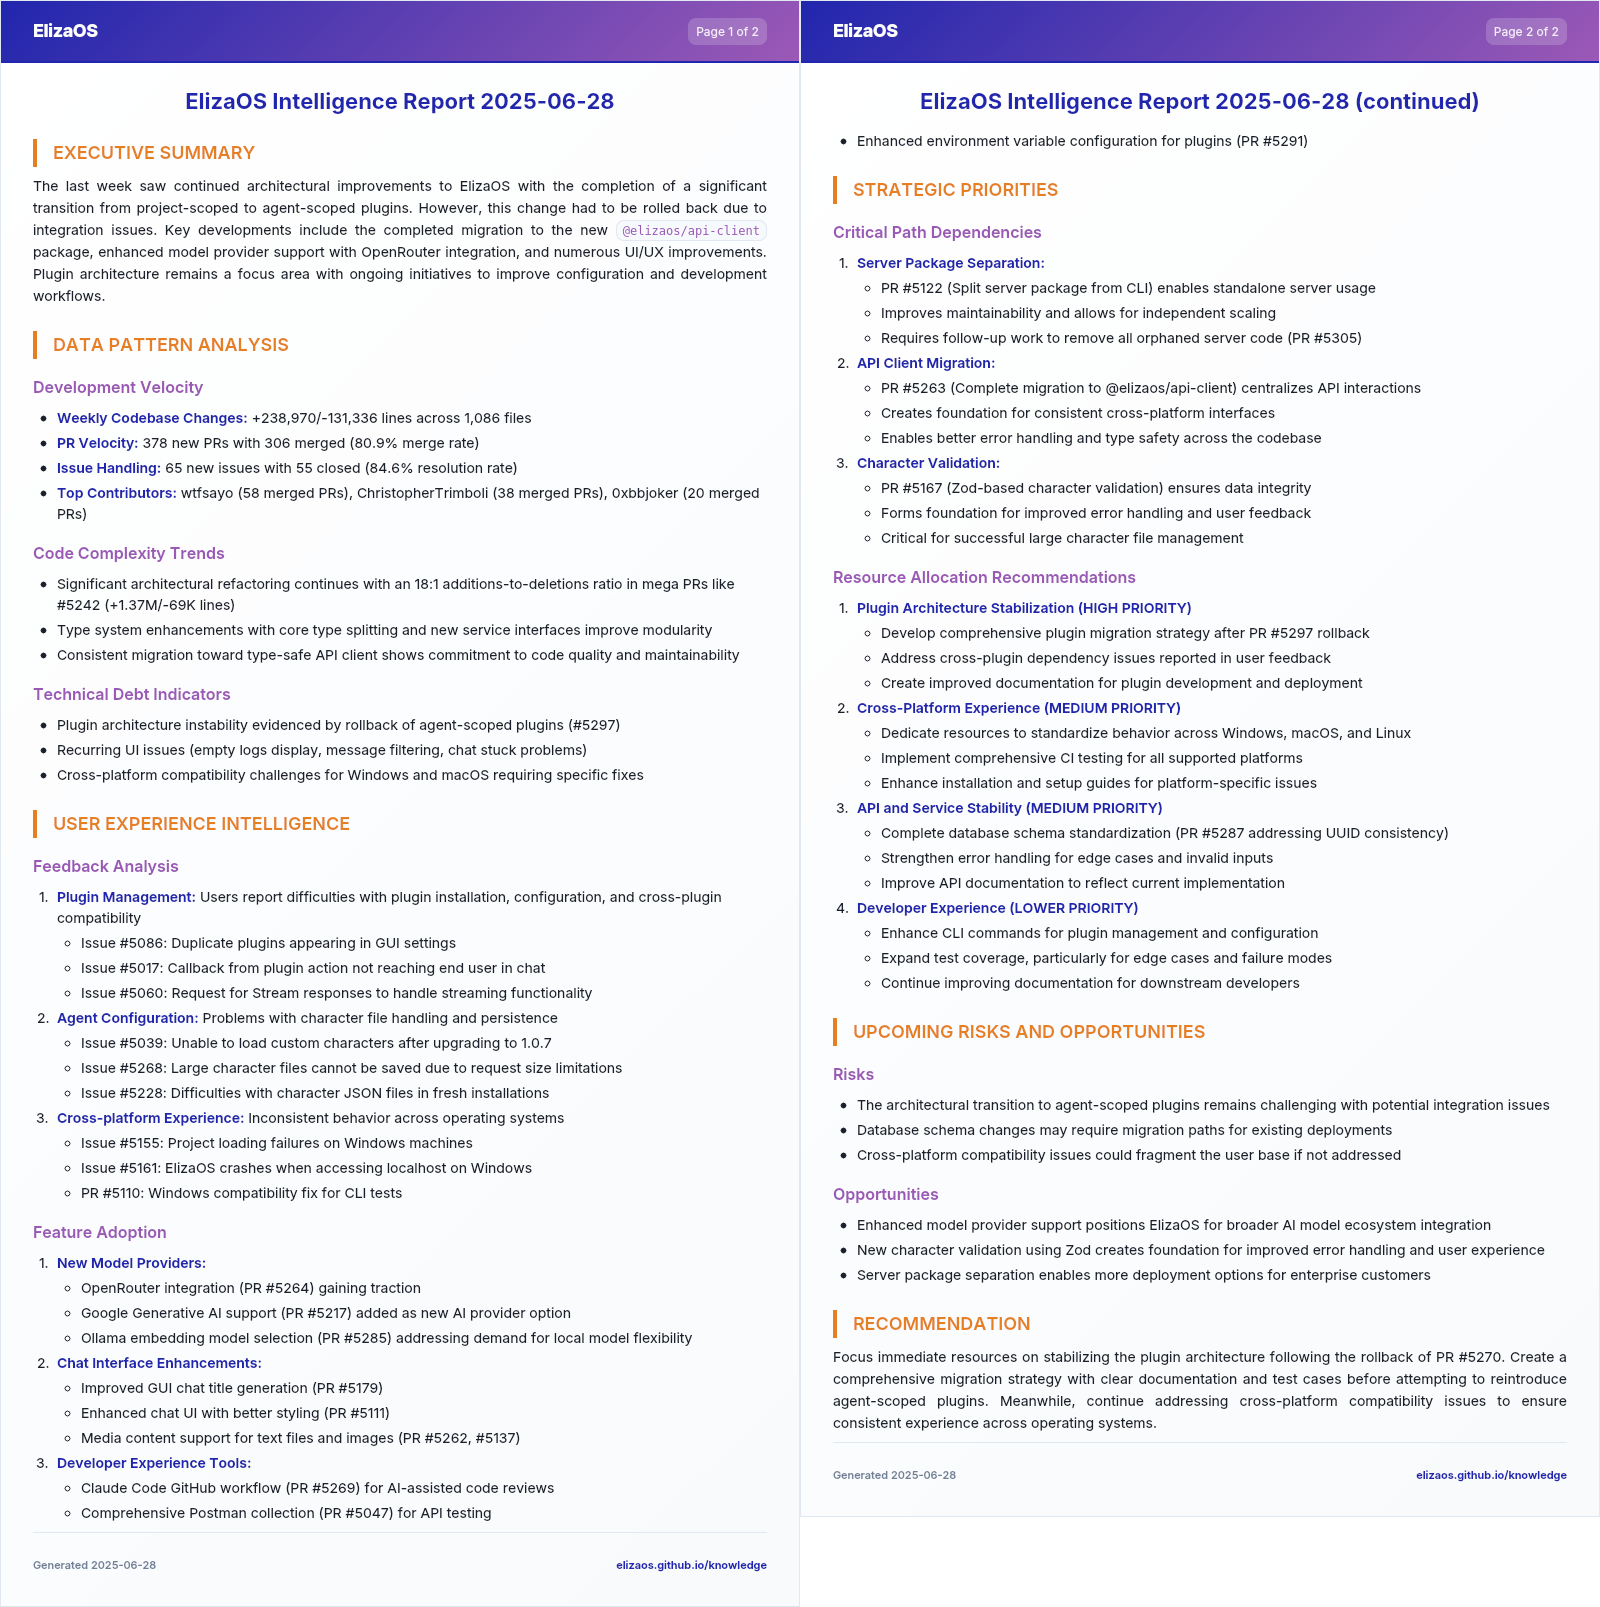 ElizaOS
Page 1 of 2
ElizaOS Intelligence Report 2025-06-28
EXECUTIVE SUMMARY
The last week saw continued architectural improvements to ElizaOS with the completion of a significant
transition from project-scoped to agent-scoped plugins. However, this change had to be rolled back due to
integration issues. Key developments include the completed migration to the new @elizaos/api-client
package, enhanced model provider support with OpenRouter integration, and numerous UI/UX improvements.
Plugin architecture remains a focus area with ongoing initiatives to improve configuration and development
workflows.
DATA PATTERN ANALYSIS
Development Velocity
• Weekly Codebase Changes: +238,970/-131,336 lines across 1,086 files
• PR Velocity: 378 new PRs with 306 merged (80.9% merge rate)
• Issue Handling: 65 new issues with 55 closed (84.6% resolution rate)
• Top Contributors: wtfsayo (58 merged PRs), ChristopherTrimboli (38 merged PRs), 0xbbjoker (20 merged
PRs)
Code Complexity Trends
• Significant architectural refactoring continues with an 18:1 additions-to-deletions ratio in mega PRs like
#5242 (+1.37M/-69K lines)
• Type system enhancements with core type splitting and new service interfaces improve modularity
• Consistent migration toward type-safe API client shows commitment to code quality and maintainability
Technical Debt Indicators
• Plugin architecture instability evidenced by rollback of agent-scoped plugins (#5297)
• Recurring UI issues (empty logs display, message filtering, chat stuck problems)
• Cross-platform compatibility challenges for Windows and macOS requiring specific fixes
USER EXPERIENCE INTELLIGENCE
Feedback Analysis
1. Plugin Management: Users report difficulties with plugin installation, configuration, and cross-plugin
compatibility
◦ Issue #5086: Duplicate plugins appearing in GUI settings
◦ Issue #5017: Callback from plugin action not reaching end user in chat
◦ Issue #5060: Request for Stream responses to handle streaming functionality
2. Agent Configuration: Problems with character file handling and persistence
◦ Issue #5039: Unable to load custom characters after upgrading to 1.0.7
◦ Issue #5268: Large character files cannot be saved due to request size limitations
◦ Issue #5228: Difficulties with character JSON files in fresh installations
3. Cross-platform Experience: Inconsistent behavior across operating systems
◦ Issue #5155: Project loading failures on Windows machines
◦ Issue #5161: ElizaOS crashes when accessing localhost on Windows
◦ PR #5110: Windows compatibility fix for CLI tests
Feature Adoption
1. New Model Providers:
◦ OpenRouter integration (PR #5264) gaining traction
◦ Google Generative AI support (PR #5217) added as new AI provider option
◦ Ollama embedding model selection (PR #5285) addressing demand for local model flexibility
2. Chat Interface Enhancements:
◦ Improved GUI chat title generation (PR #5179)
◦ Enhanced chat UI with better styling (PR #5111)
◦ Media content support for text files and images (PR #5262, #5137)
3. Developer Experience Tools:
◦ Claude Code GitHub workflow (PR #5269) for AI-assisted code reviews
◦ Comprehensive Postman collection (PR #5047) for API testing
Generated 2025-06-28
elizaos.github.io/knowledge
ElizaOS
Page 2 of 2
ElizaOS Intelligence Report 2025-06-28 (continued)
• Enhanced environment variable configuration for plugins (PR #5291)
STRATEGIC PRIORITIES
Critical Path Dependencies
1. Server Package Separation:
◦ PR #5122 (Split server package from CLI) enables standalone server usage
◦ Improves maintainability and allows for independent scaling
◦ Requires follow-up work to remove all orphaned server code (PR #5305)
2. API Client Migration:
◦ PR #5263 (Complete migration to @elizaos/api-client) centralizes API interactions
◦ Creates foundation for consistent cross-platform interfaces
◦ Enables better error handling and type safety across the codebase
3. Character Validation:
◦ PR #5167 (Zod-based character validation) ensures data integrity
◦ Forms foundation for improved error handling and user feedback
◦ Critical for successful large character file management
Resource Allocation Recommendations
1. Plugin Architecture Stabilization (HIGH PRIORITY)
◦ Develop comprehensive plugin migration strategy after PR #5297 rollback
◦ Address cross-plugin dependency issues reported in user feedback
◦ Create improved documentation for plugin development and deployment
2. Cross-Platform Experience (MEDIUM PRIORITY)
◦ Dedicate resources to standardize behavior across Windows, macOS, and Linux
◦ Implement comprehensive CI testing for all supported platforms
◦ Enhance installation and setup guides for platform-specific issues
3. API and Service Stability (MEDIUM PRIORITY)
◦ Complete database schema standardization (PR #5287 addressing UUID consistency)
◦ Strengthen error handling for edge cases and invalid inputs
◦ Improve API documentation to reflect current implementation
4. Developer Experience (LOWER PRIORITY)
◦ Enhance CLI commands for plugin management and configuration
◦ Expand test coverage, particularly for edge cases and failure modes
◦ Continue improving documentation for downstream developers
UPCOMING RISKS AND OPPORTUNITIES
Risks
• The architectural transition to agent-scoped plugins remains challenging with potential integration issues
• Database schema changes may require migration paths for existing deployments
• Cross-platform compatibility issues could fragment the user base if not addressed
Opportunities
• Enhanced model provider support positions ElizaOS for broader AI model ecosystem integration
• New character validation using Zod creates foundation for improved error handling and user experience
• Server package separation enables more deployment options for enterprise customers
RECOMMENDATION
Focus immediate resources on stabilizing the plugin architecture following the rollback of PR #5270. Create a
comprehensive migration strategy with clear documentation and test cases before attempting to reintroduce
agent-scoped plugins. Meanwhile, continue addressing cross-platform compatibility issues to ensure
consistent experience across operating systems.
Generated 2025-06-28
elizaos.github.io/knowledge